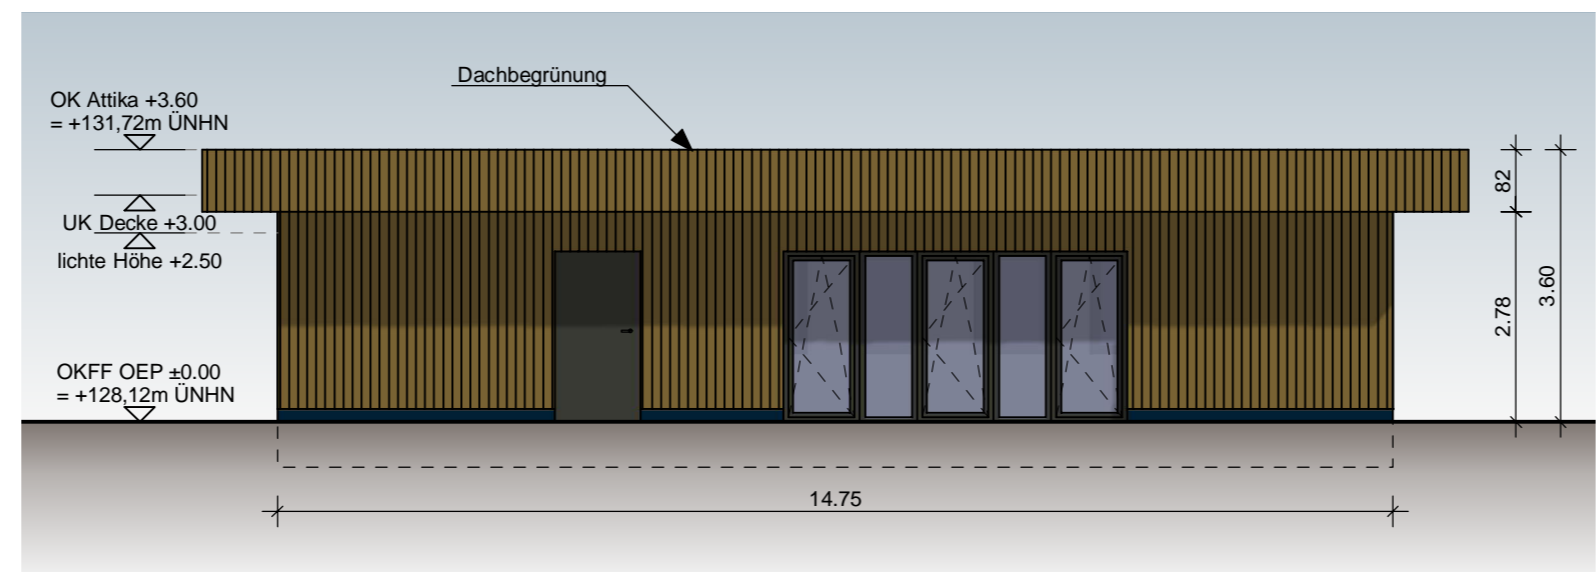 Dachbegrünung
OK Attika +3.60
= +131,72m ÜNHN
UK Decke +3.00
lichte Höhe +2.50
OKFF OEP ±0.00
= +128,12m ÜNHN
82
2.78
3.60
14.75